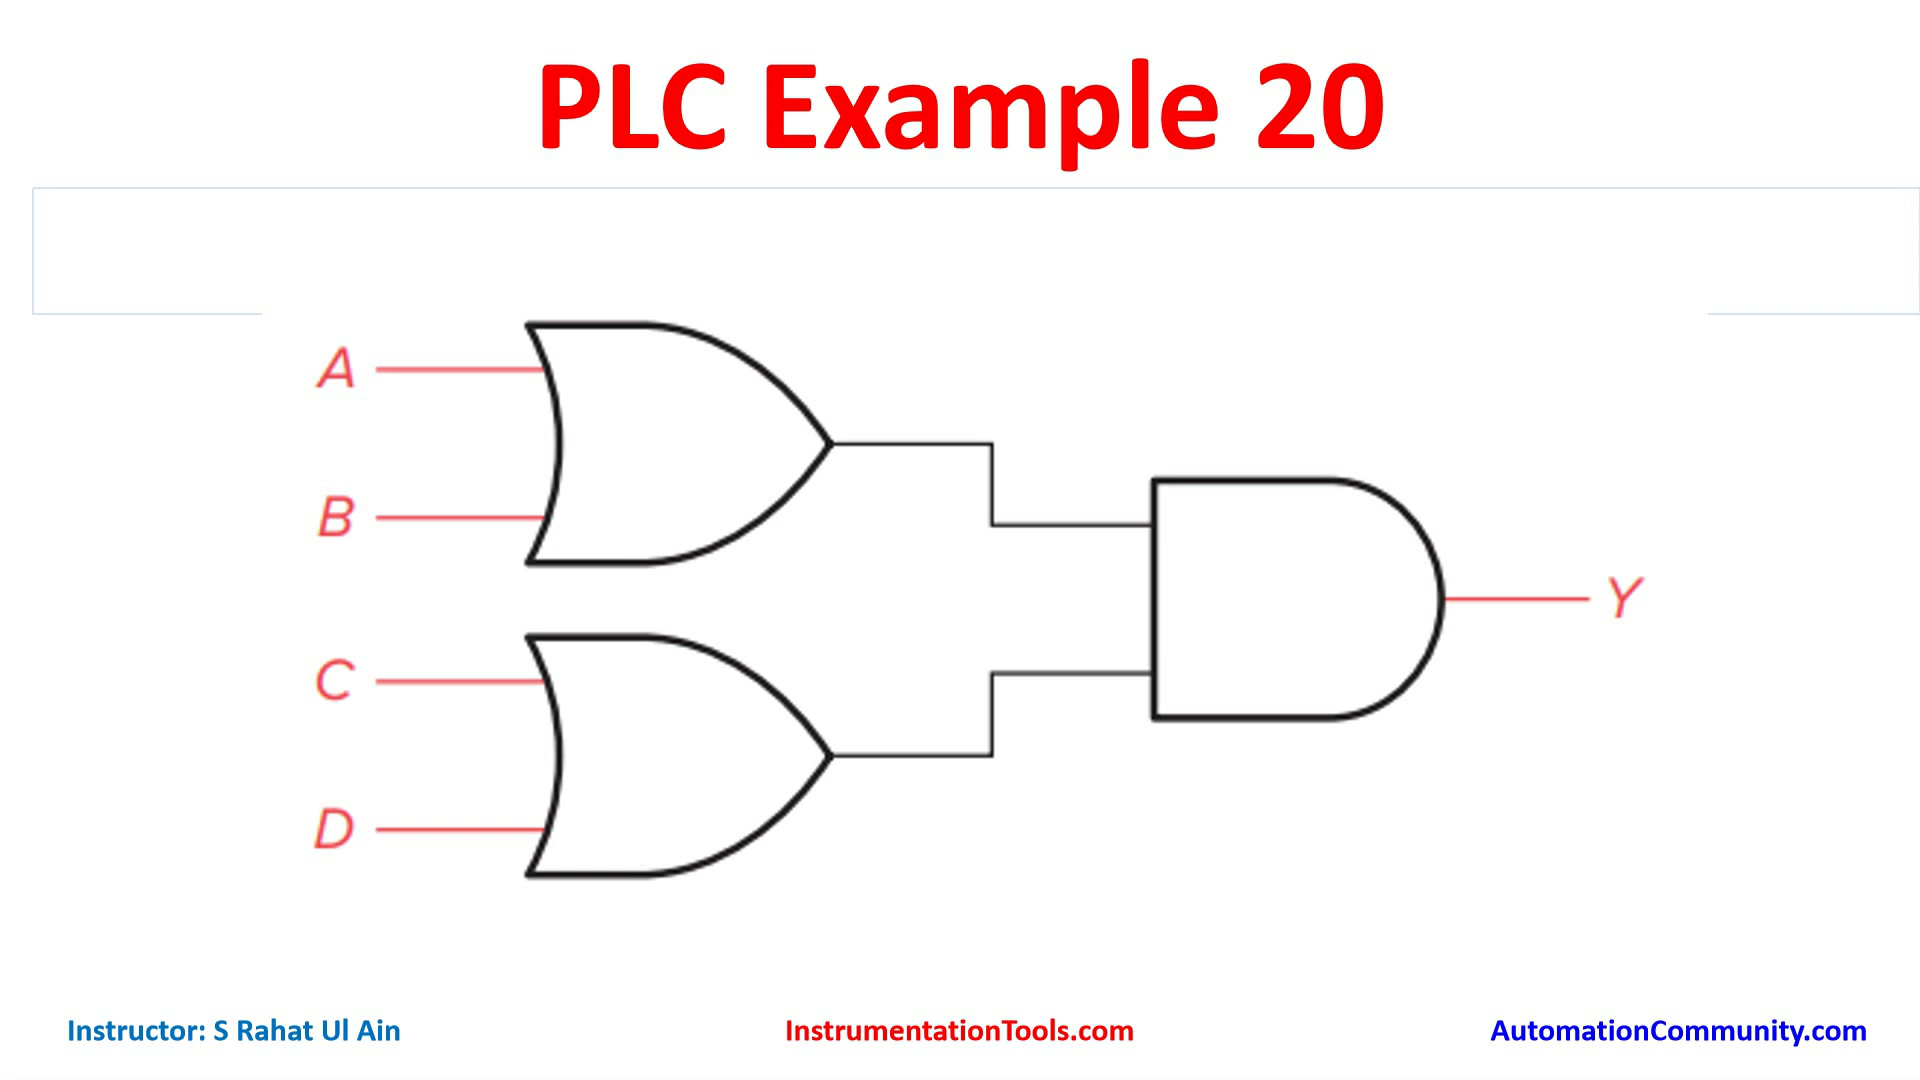 PLC Example 20
A
B
Y
C
D
Instructor: S Rahat Ul Ain
InstrumentationTools.com
AutomationCommunity.com